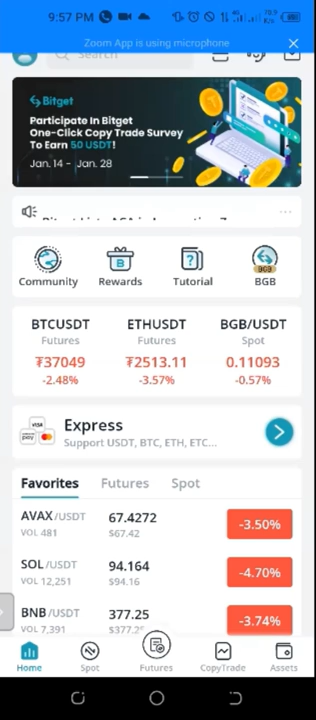 9:57 PM
Zoom App is using microphone
Search
Bitget
Participate In Bitget
One-Click Copy Trade Survey
To Earn 50 USDT!
Jan. 14 - Jan. 28
Community
Rewards
Tutorial
BGB
BTCUSDT
Futures
₮37049
-2.48%
ETHUSDT
Futures
₮2513.11
-3.57%
BGB/USDT
Spot
0.11093
-0.57%
Express
Support USDT, BTC, ETH, ETC...
Favorites Futures Spot
AVAX/USDT 67.4272 -3.50%
VOL 481 $67.42
SOL/USDT 94.164 -4.70%
VOL 12,251 $94.16
BNB/USDT 377.25 -3.74%
VOL 7,391
Home Spot Futures CopyTrade Assets